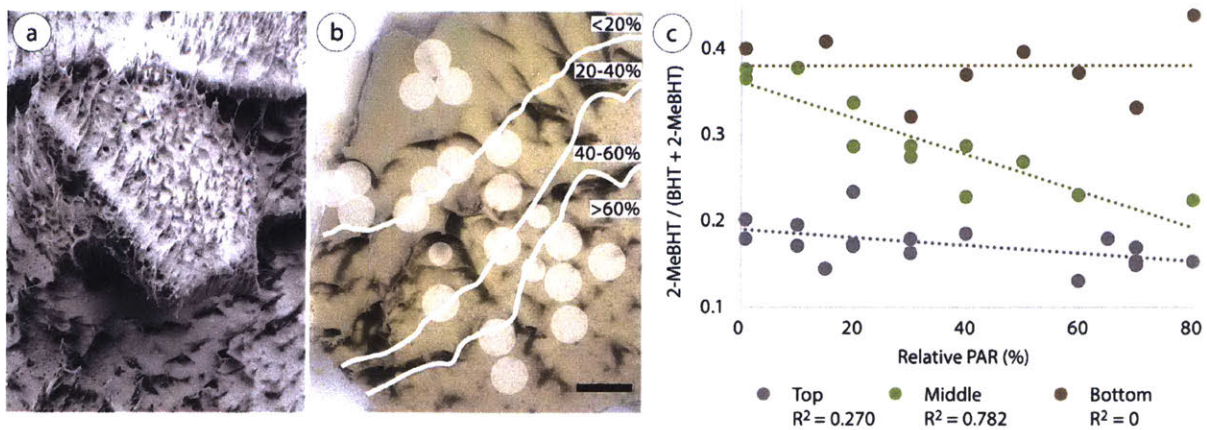 a
b
<20%
20-40%
40-60%
>60%
c
2-MeBHT / (BHT + 2-MeBHT)
0.4
0.3
0.2
0.1
0 20 40 60 80
Relative PAR (%)
Top Middle Bottom
R² = 0.270 R² = 0.782 R² = 0